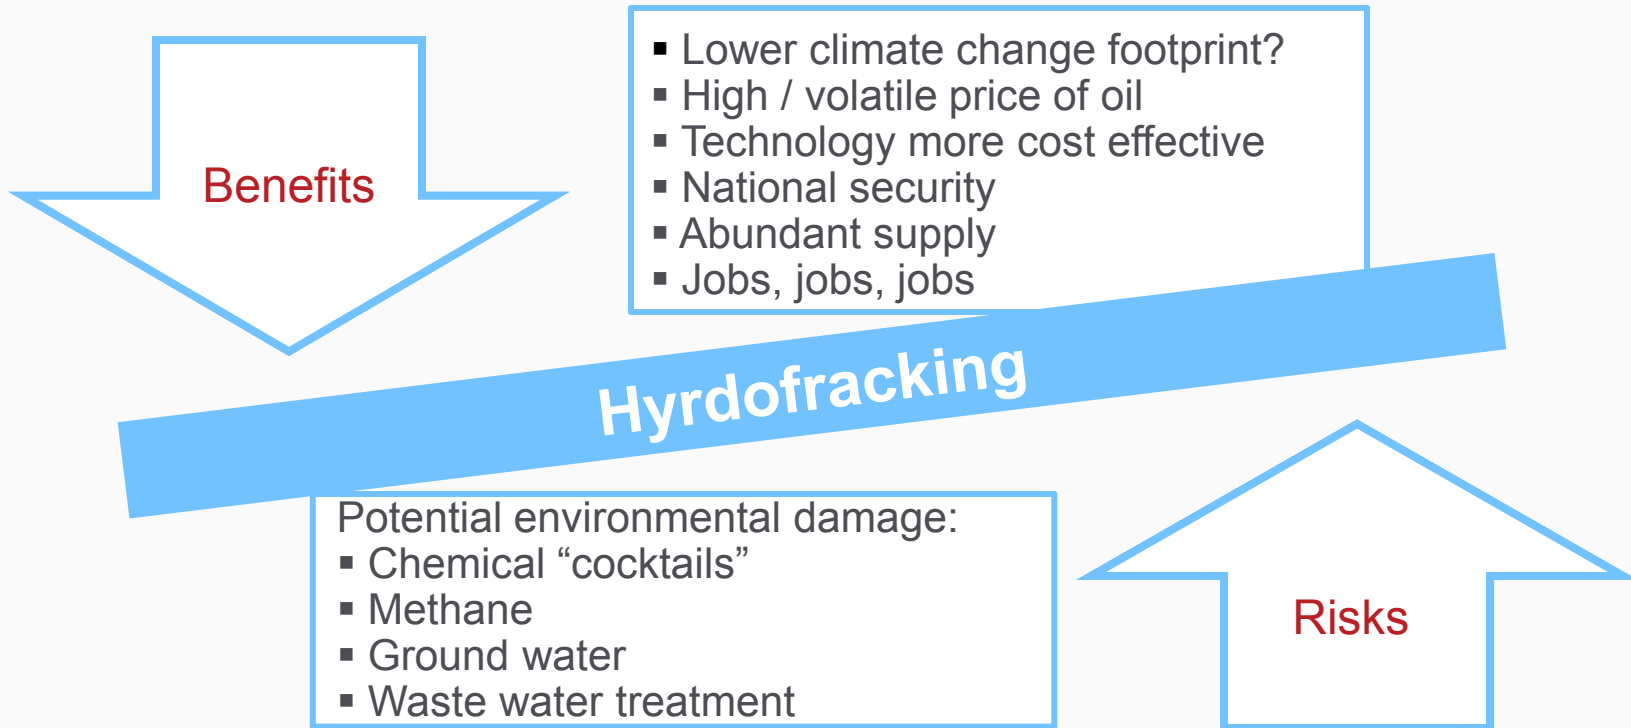 Benefits
▪ Lower climate change footprint?
▪ High / volatile price of oil
▪ Technology more cost effective
▪ National security
▪ Abundant supply
▪ Jobs, jobs, jobs
Hyrdofracking
Potential environmental damage:
▪ Chemical “cocktails”
▪ Methane
▪ Ground water
▪ Waste water treatment
Risks